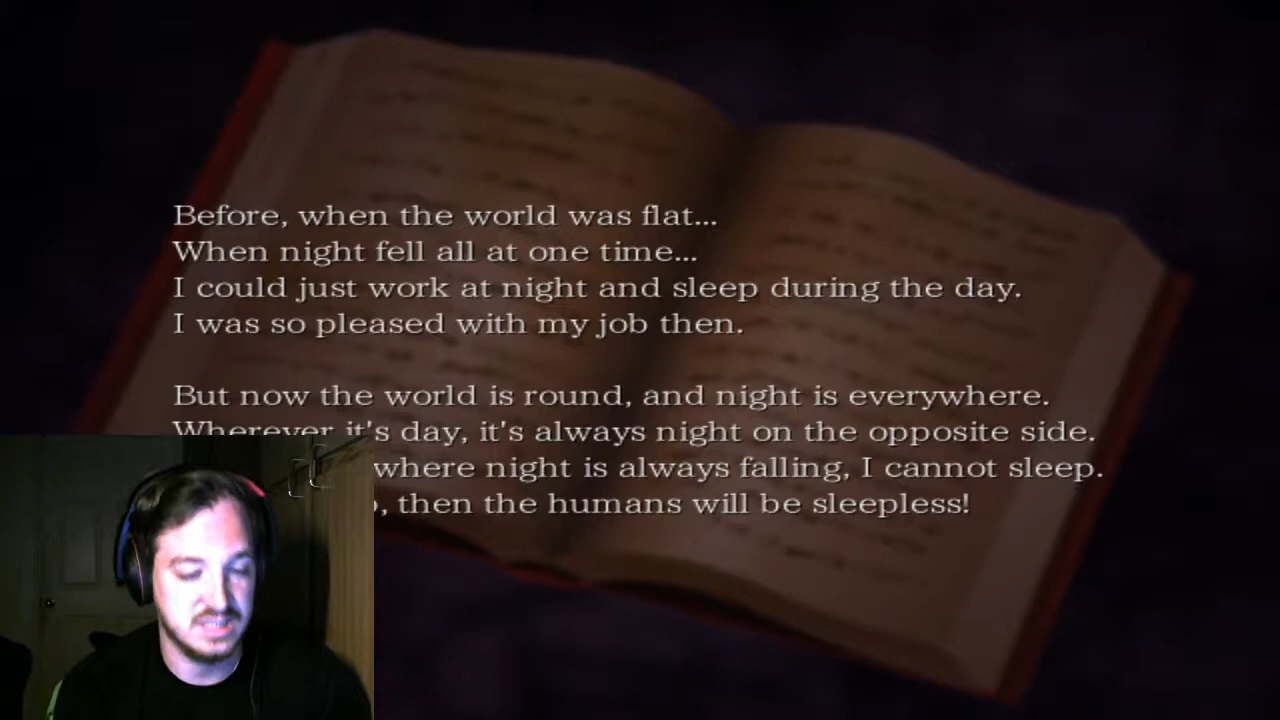 Before, when the world was flat...
When night fell all at one time...
I could just work at night and sleep during the day.
I was so pleased with my job then.
But now the world is round, and night is everywhere.
Wherever it's day, it's always night on the opposite side.
where night is always falling, I cannot sleep.
, then the humans will be sleepless!